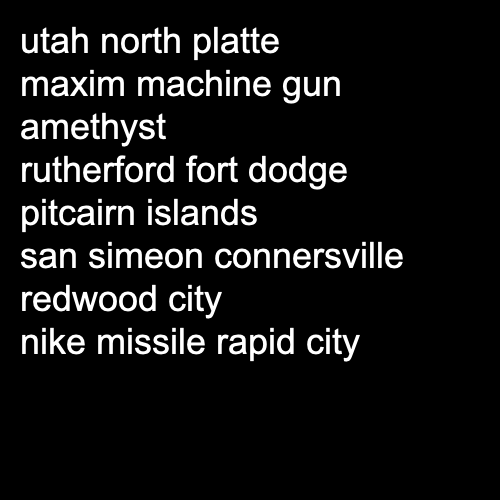 utah north platte
maxim machine gun
amethyst
rutherford fort dodge
pitcairn islands
san simeon connersville
redwood city
nike missile rapid city